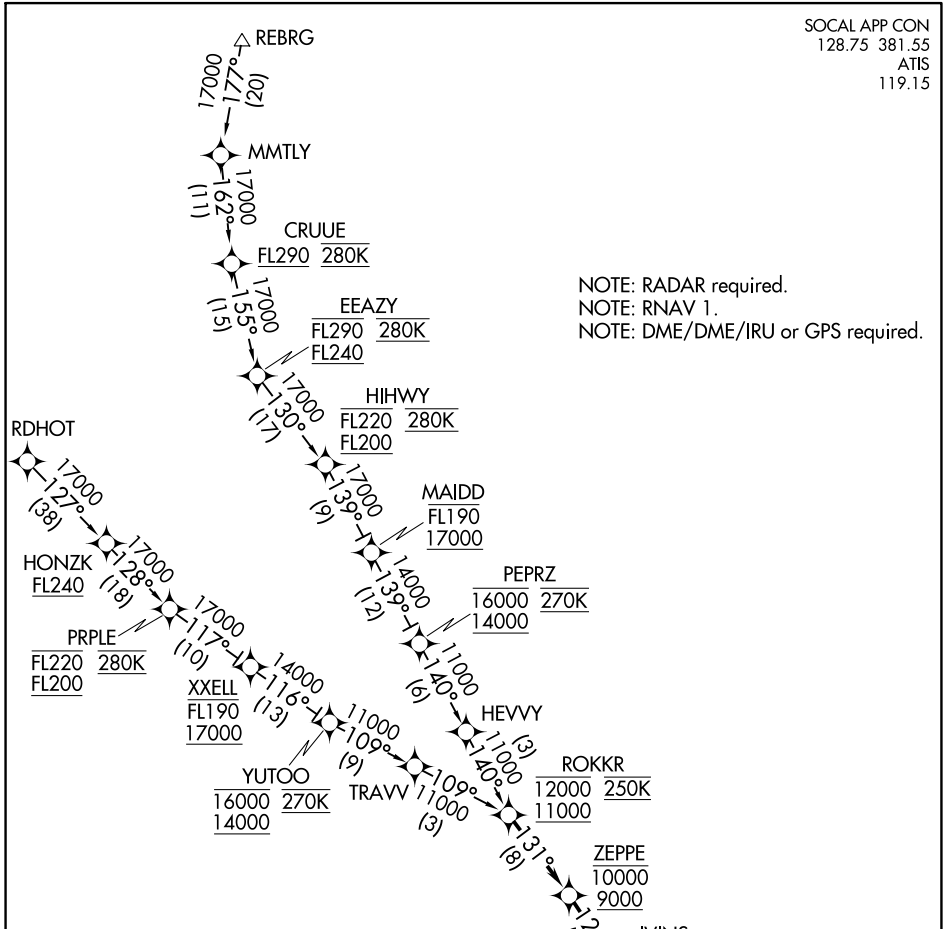 SOCAL APP CON
128.75 381.55
ATIS
119.15
REBRG
17000
177°
(20)
MMTLY
17000
162°
(11)
CRUUE
FL290 280K
17000
155°
(15)
EEAZY
FL290 280K
FL240
NOTE: RADAR required.
NOTE: RNAV 1.
NOTE: DME/DME/IRU or GPS required.
17000
130°
(17)
HIHWY
FL220 280K
FL200
17000
139°
(9)
MAIDD
FL190
17000
14000
139°
(12)
PEPRZ
16000 270K
14000
11000
140°
(6)
HEVVY
(3)
11000
140°
RDHOT
17000
127°
(38)
HONZK
FL240
17000
128°
(18)
PRPLE
FL220 280K
FL200
17000
117°
(10)
XXELL
FL190
17000
14000
116°
(13)
YUTOO
16000 270K
14000
11000
109°
(9)
TRAVV
109°
11000
(3)
ROKKR
12000 250K
11000
131°
(8)
ZEPPE
10000
9000